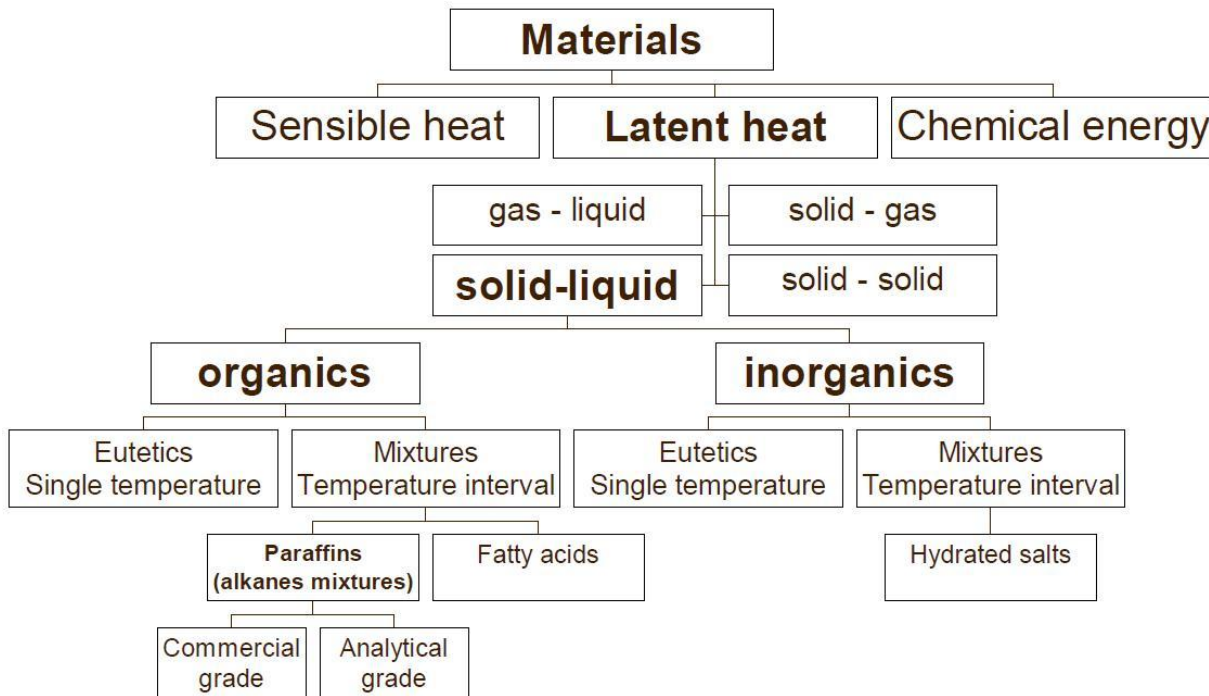 Materials
Sensible heat
Latent heat
Chemical energy
gas - liquid
solid - gas
solid-liquid
solid - solid
organics
inorganics
Eutetics
Single temperature
Mixtures
Temperature interval
Eutetics
Single temperature
Mixtures
Temperature interval
Paraffins
(alkanes mixtures)
Fatty acids
Hydrated salts
Commercial
grade
Analytical
grade